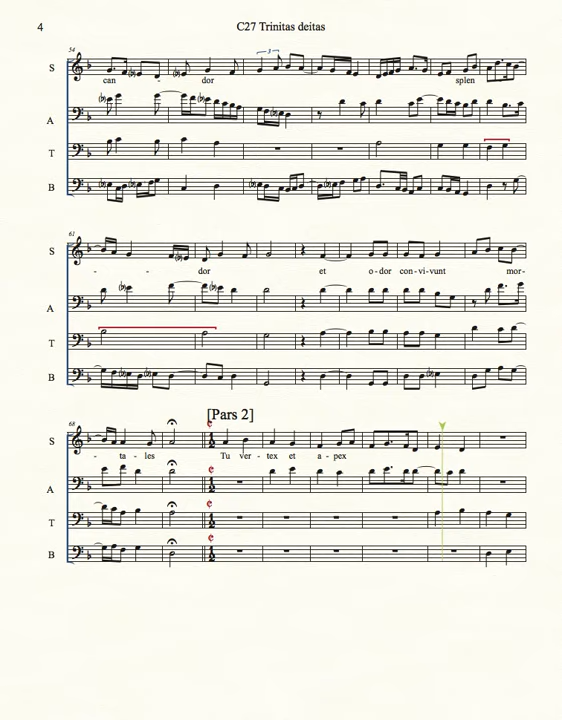 4
C27 Trinitas deitas
54
S
can - dor splen
3
A
T
B
61
S
- - dor et o-dor con-vi-vunt mor-
A
T
B
68
[Pars 2]
S
- ta - les Tu ver-tex et a-pex
A
T
B